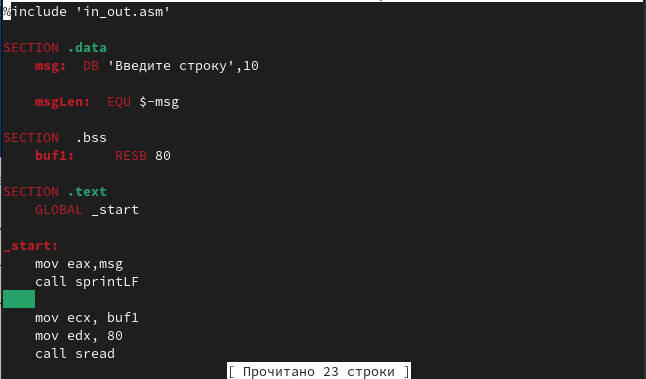 %include 'in_out.asm'
SECTION .data
msg: DB 'Введите строку',10
msgLen: EQU $-msg
SECTION .bss
buf1: RESB 80
SECTION .text
GLOBAL _start
_start:
mov eax,msg
call sprintLF
mov ecx, buf1
mov edx, 80
call sread
[ Прочитано 23 строки ]